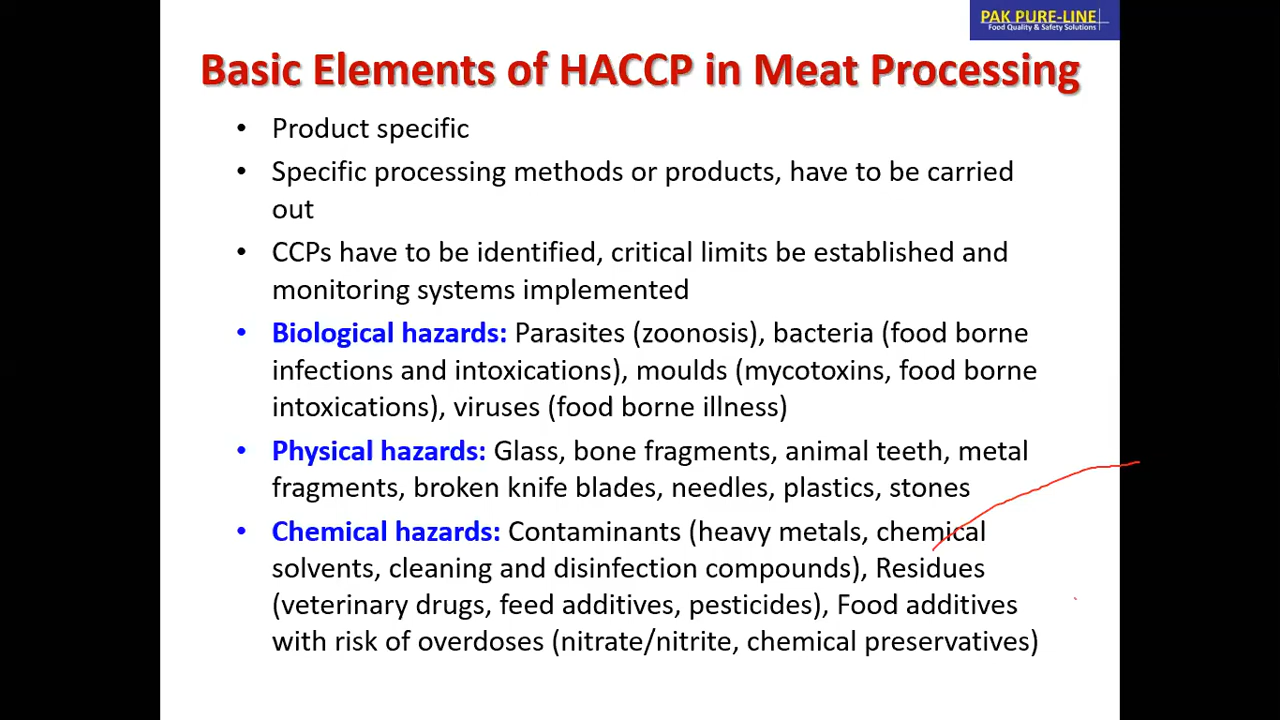 PAK PURE-LINE
Food Quality & Safety Solutions
Basic Elements of HACCP in Meat Processing
• Product specific
• Specific processing methods or products, have to be carried
out
• CCPs have to be identified, critical limits be established and
monitoring systems implemented
• Biological hazards: Parasites (zoonosis), bacteria (food borne
infections and intoxications), moulds (mycotoxins, food borne
intoxications), viruses (food borne illness)
• Physical hazards: Glass, bone fragments, animal teeth, metal
fragments, broken knife blades, needles, plastics, stones
• Chemical hazards: Contaminants (heavy metals, chemical
solvents, cleaning and disinfection compounds), Residues
(veterinary drugs, feed additives, pesticides), Food additives
with risk of overdoses (nitrate/nitrite, chemical preservatives)